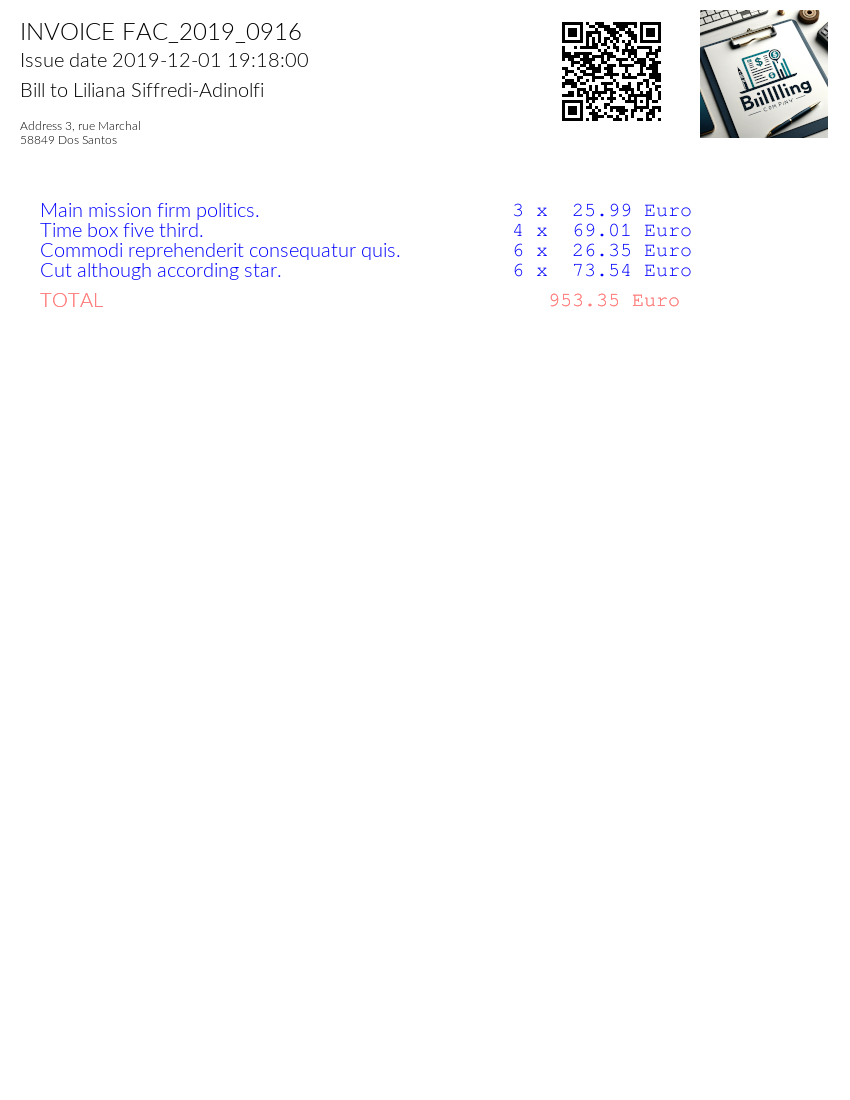 INVOICE FAC_2019_0916
Issue date 2019-12-01 19:18:00
Bill to Liliana Siffredi-Adinolfi
Address 3, rue Marchal
58849 Dos Santos
Biilllling
COMPANY
Main mission firm politics. 3 x 25.99 Euro
Time box five third. 4 x 69.01 Euro
Commodi reprehenderit consequatur quis. 6 x 26.35 Euro
Cut although according star. 6 x 73.54 Euro
TOTAL 953.35 Euro